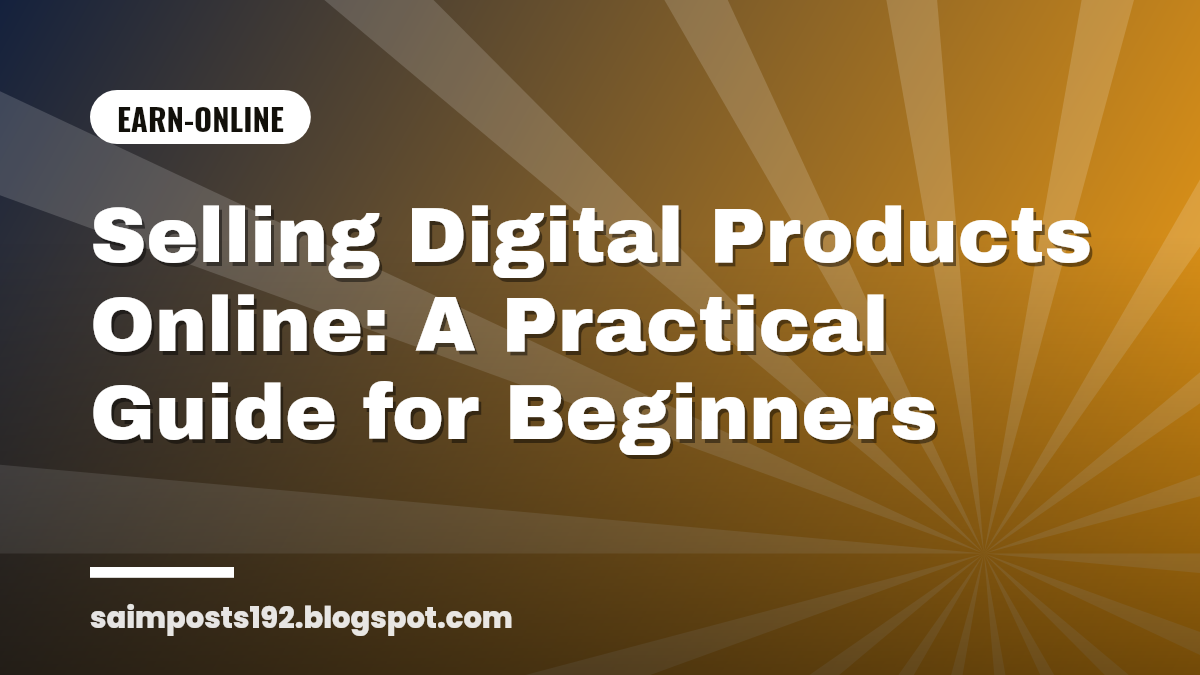 EARN-ONLINE
Selling Digital Products
Online: A Practical
Guide for Beginners
saimposts192.blogspot.com